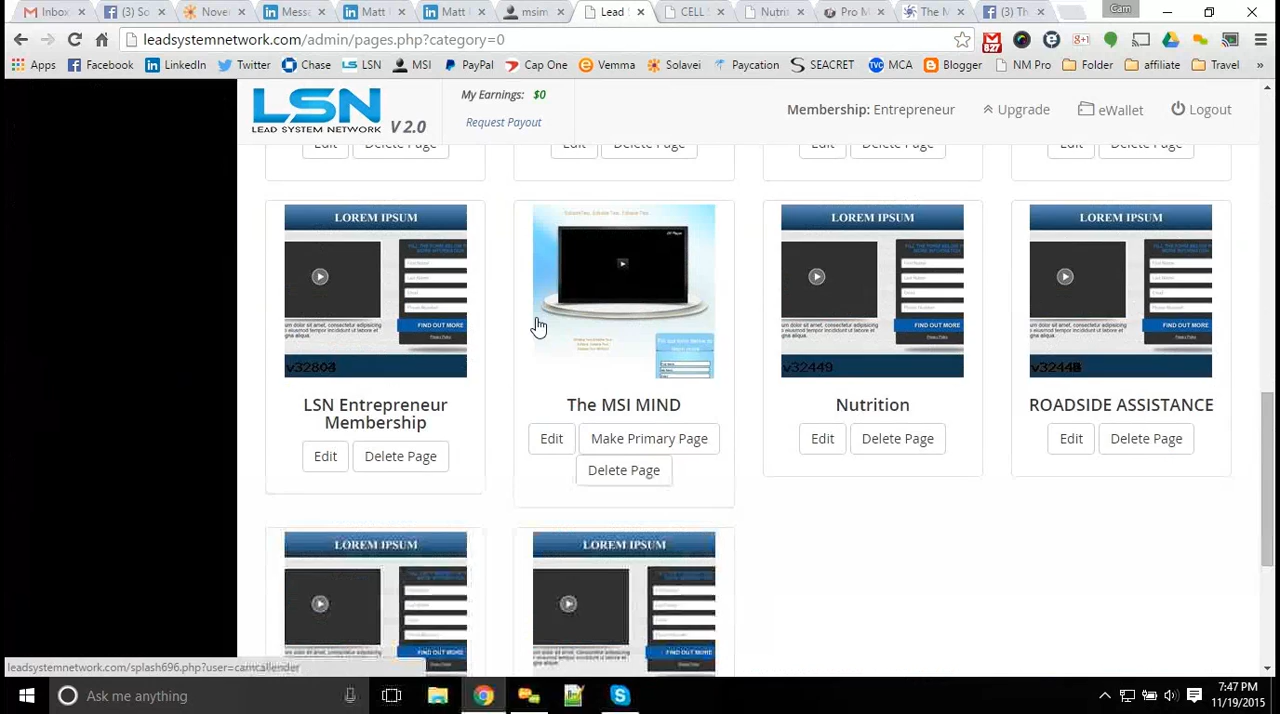 Inbox
(3) So
Nove
Messa
Matt
Matt
msim
Lead
CELL
Nutri
Pro M
The M
(3) Th
Cam
leadsystemnetwork.com/admin/pages.php?category=0
827
Apps Facebook LinkedIn Twitter Chase LSN MSI PayPal Cap One Vemma Solavei Paycation SEACRET MCA Blogger NM Pro Folder affiliate Travel »
LSN
LEAD SYSTEM NETWORK V 2.0
My Earnings: $0
Request Payout
Membership: Entrepreneur Upgrade eWallet Logout
Edit Delete Page Edit Delete Page Edit Delete Page Edit Delete Page
LOREM IPSUM
FIND OUT MORE
LSN Entrepreneur
Membership
Edit Delete Page
The MSI MIND
Edit Make Primary Page
Delete Page
LOREM IPSUM
FIND OUT MORE
v32449
Nutrition
Edit Delete Page
LOREM IPSUM
FIND OUT MORE
ROADSIDE ASSISTANCE
Edit Delete Page
LOREM IPSUM
FIND OUT MORE
LOREM IPSUM
FIND OUT MORE
leadsystemnetwork.com/splash696.php?user=camcallender
Ask me anything
7:47 PM
11/19/2015